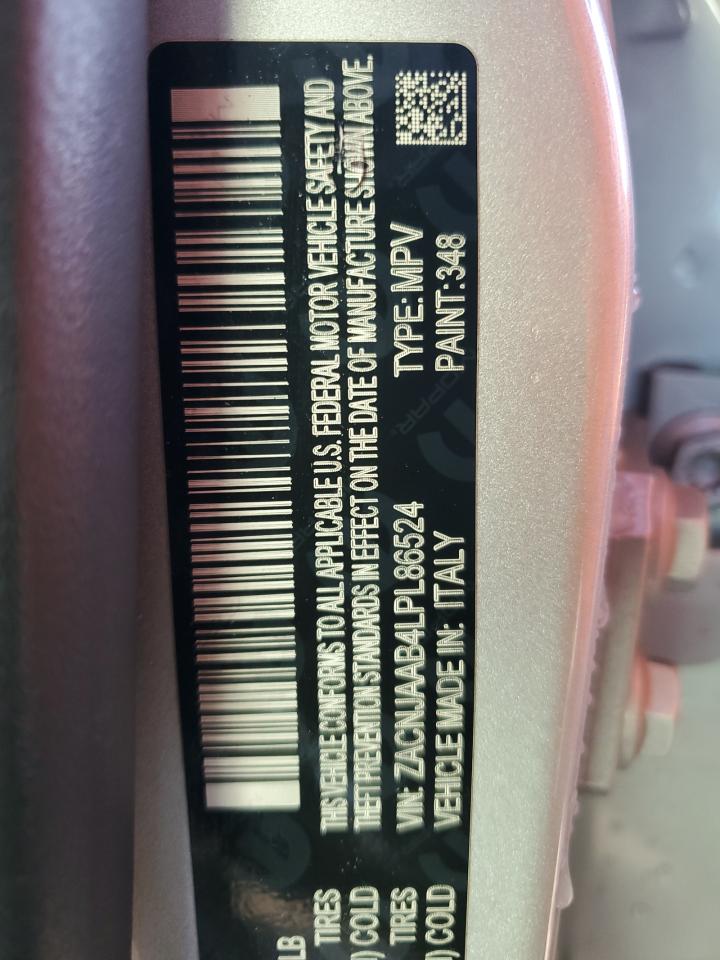 LB
TIRES
) COLD
TIRES
) COLD
THIS VEHICLE CONFORMS TO ALL APPLICABLE U.S. FEDERAL MOTOR VEHICLE SAFETY AND
THEFT PREVENTION STANDARDS IN EFFECT ON THE DATE OF MANUFACTURE SHOWN ABOVE.
VIN: ZACNJAAB4LPL86524 TYPE: MPV
VEHICLE MADE IN: ITALY PAINT:348
MOPAR